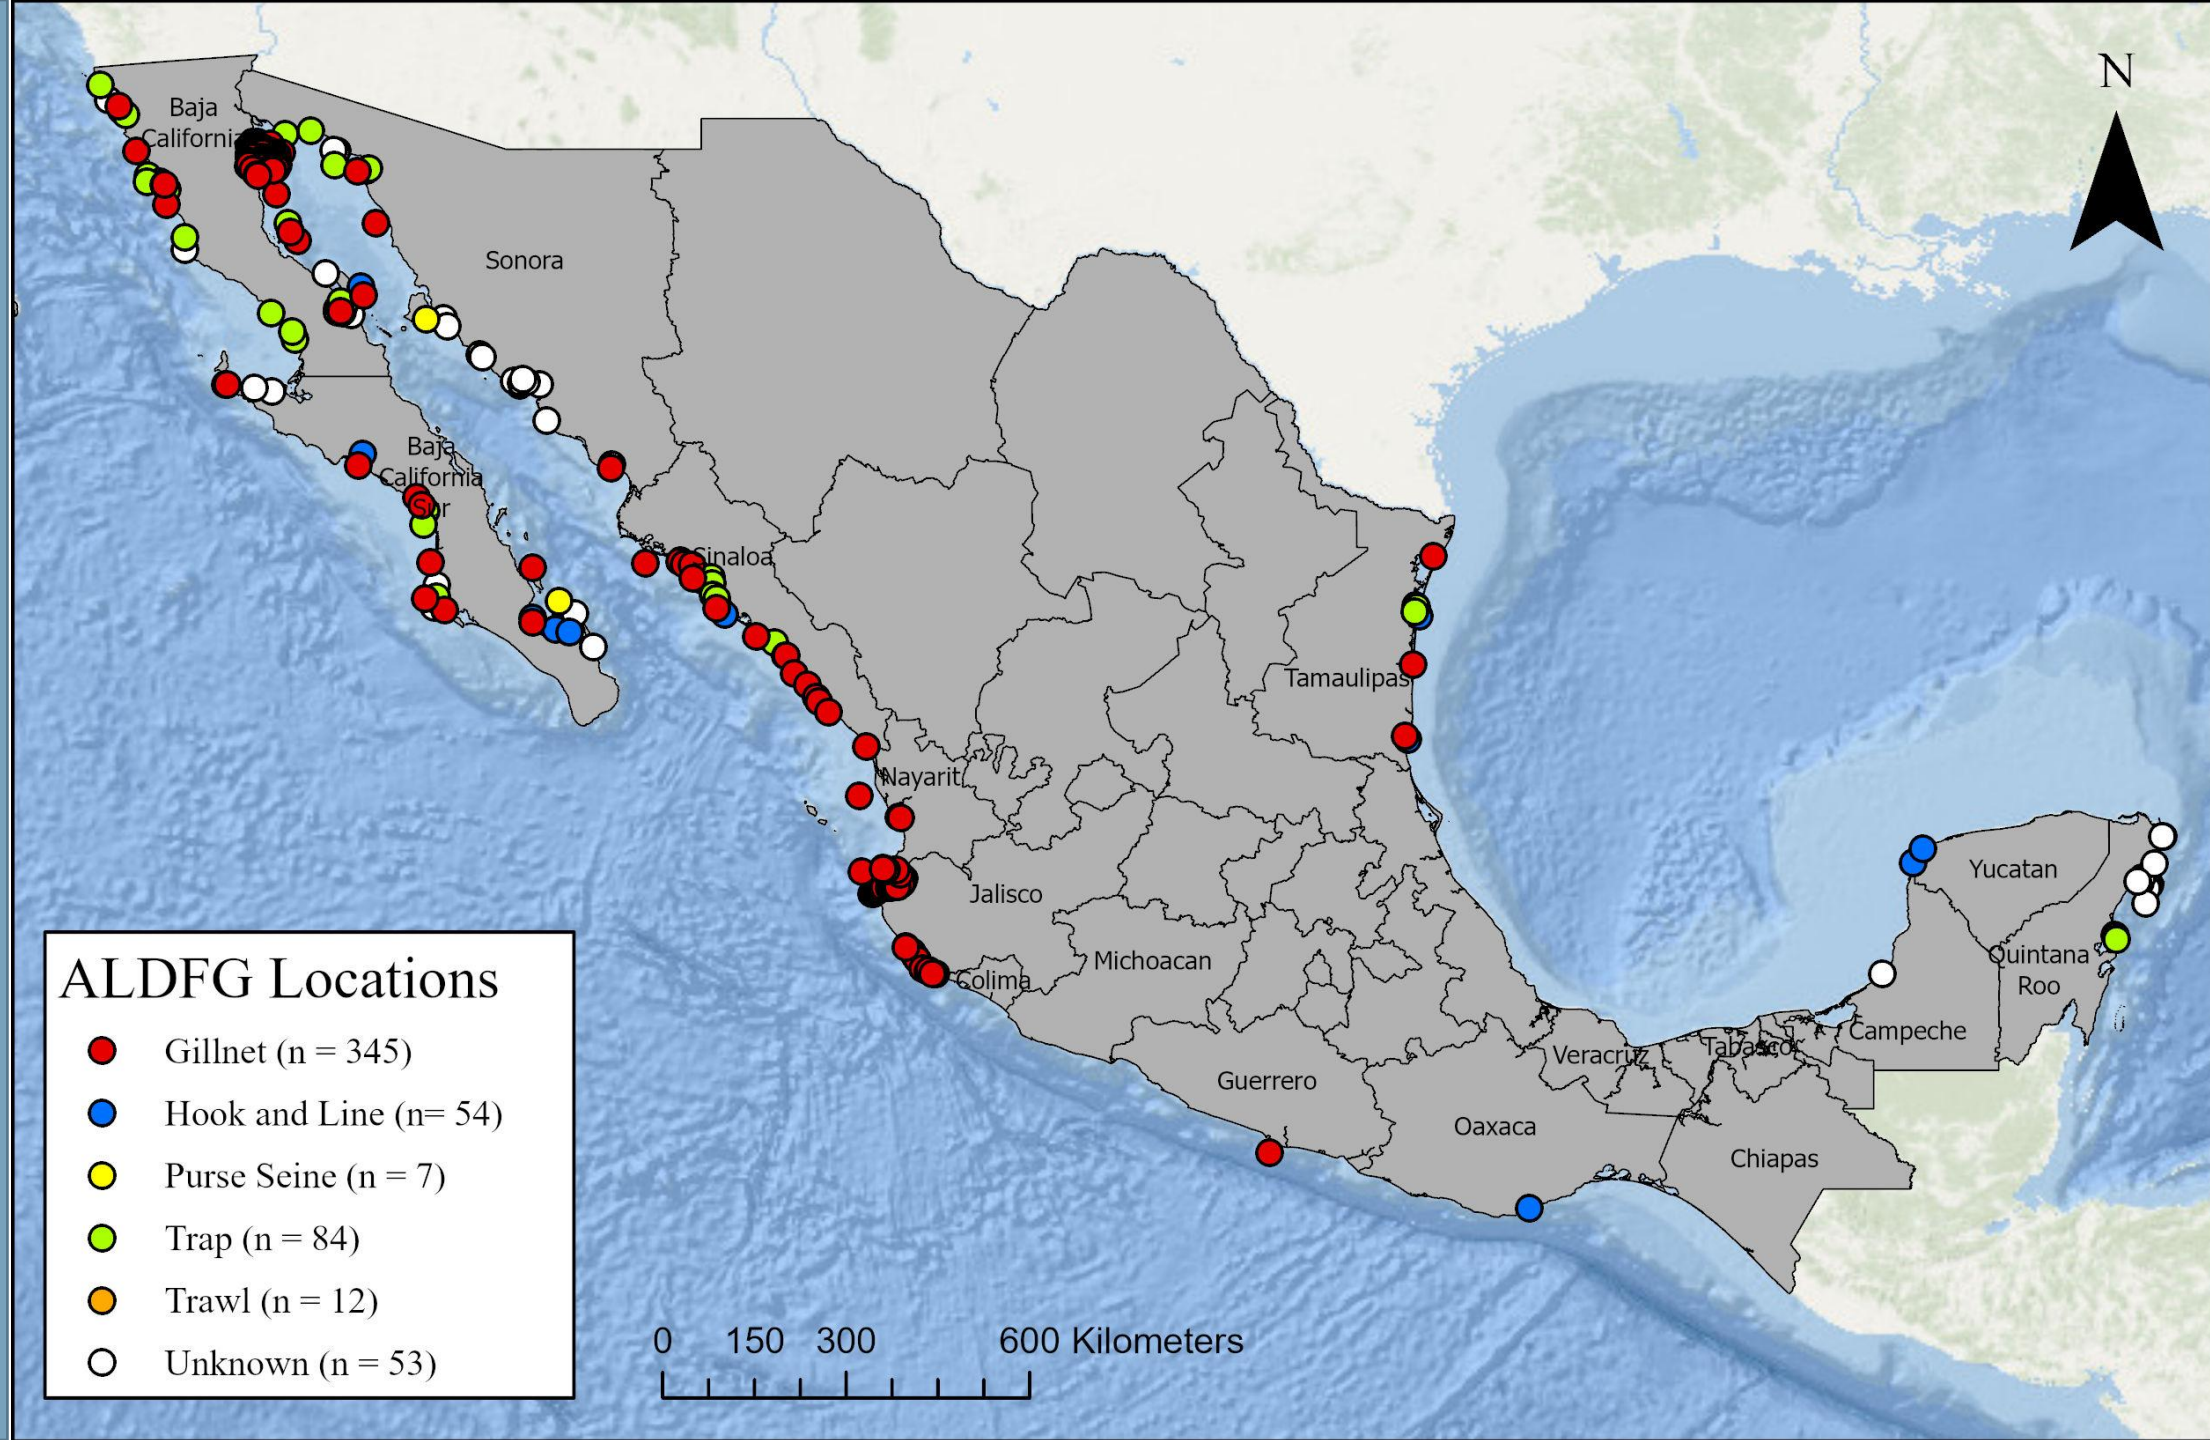 N
Baja
California
Sonora
Baja
California
Sur
Sinaloa
Tamaulipas
Nayarit
Yucatan
Jalisco
Quintana
Roo
Michoacan
Colima
Campeche
Veracruz
Tabasco
Guerrero
Oaxaca
Chiapas
ALDFG Locations
Gillnet (n = 345)
Hook and Line (n= 54)
Purse Seine (n = 7)
Trap (n = 84)
Trawl (n = 12)
Unknown (n = 53)
0 150 300 600 Kilometers